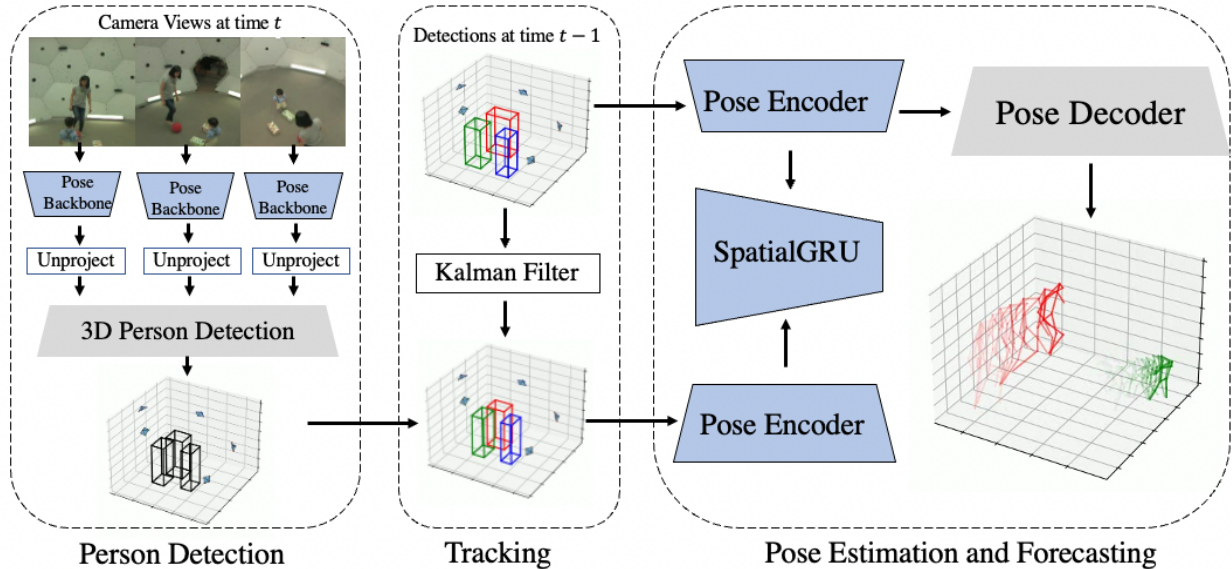 Camera Views at time t
Pose
Backbone
Pose
Backbone
Pose
Backbone
Unproject
Unproject
Unproject
3D Person Detection
Person Detection
Detections at time t − 1
Kalman Filter
Tracking
Pose Encoder
Pose Decoder
SpatialGRU
Pose Encoder
Pose Estimation and Forecasting